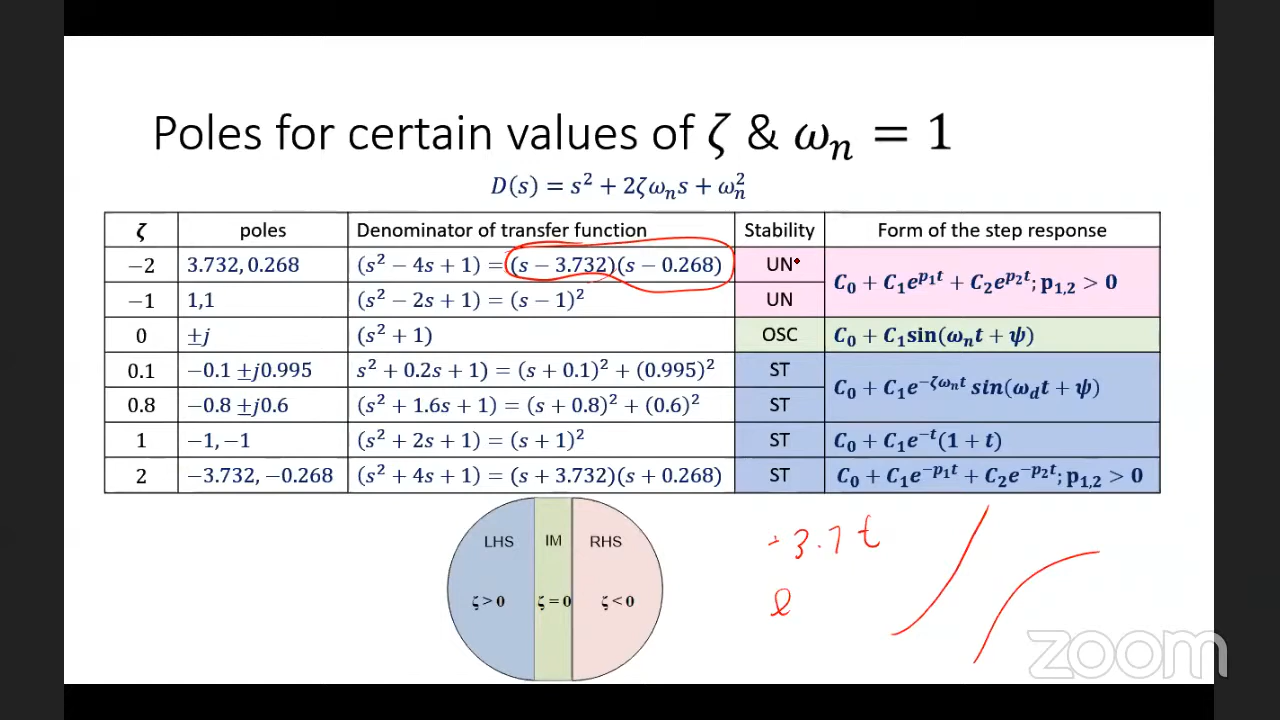 Poles for certain values of ζ & ωₙ = 1
D(s) = s² + 2ζωₙs + ωₙ²
ζ poles Denominator of transfer function Stability Form of the step response
−2 3.732, 0.268 (s² − 4s + 1) = (s − 3.732)(s − 0.268) UN C₀ + C₁e^{p₁t} + C₂e^{p₂t}; p₁,₂ > 0
−1 1,1 (s² − 2s + 1) = (s − 1)² UN
0 ±j (s² + 1) OSC C₀ + C₁sin(ωₙt + ψ)
0.1 −0.1 ±j0.995 s² + 0.2s + 1) = (s + 0.1)² + (0.995)² ST C₀ + C₁e^{−ζωₙt} sin(ω_d t + ψ)
0.8 −0.8 ±j0.6 (s² + 1.6s + 1) = (s + 0.8)² + (0.6)² ST
1 −1, −1 (s² + 2s + 1) = (s + 1)² ST C₀ + C₁e^{−t}(1 + t)
2 −3.732, −0.268 (s² + 4s + 1) = (s + 3.732)(s + 0.268) ST C₀ + C₁e^{−p₁t} + C₂e^{−p₂t}; p₁,₂ > 0
LHS IM RHS
ζ > 0 ζ = 0 ζ < 0
3.7 t
e
zoom